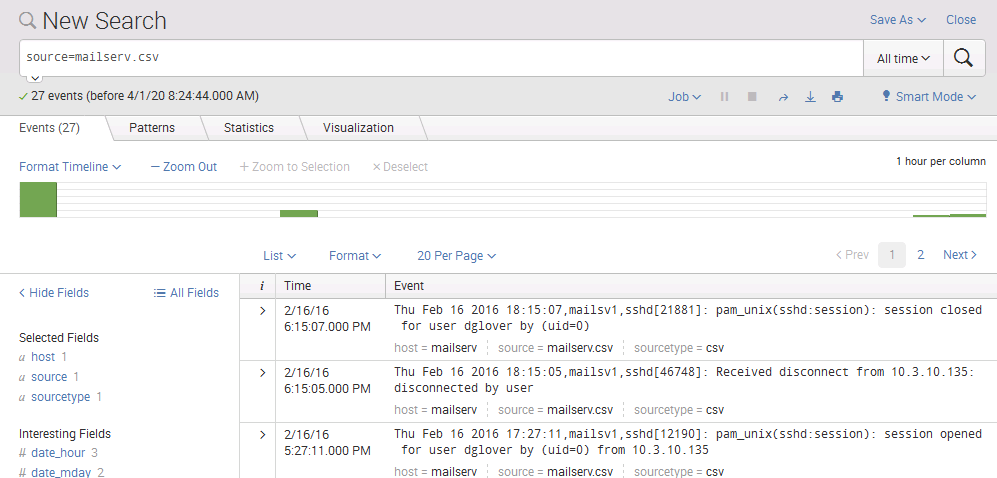 New Search
Save As
Close
source=mailserv.csv
All time
27 events (before 4/1/20 8:24:44.000 AM)
Job
Smart Mode
Events (27)
Patterns
Statistics
Visualization
Format Timeline
— Zoom Out
+ Zoom to Selection
× Deselect
1 hour per column
List
Format
20 Per Page
< Prev
1
2
Next >
< Hide Fields
All Fields
i
Time
Event
Selected Fields
a host 1
a source 1
a sourcetype 1
Interesting Fields
# date_hour 3
# date_mday 2
2/16/16
6:15:07.000 PM
Thu Feb 16 2016 18:15:07,mailsv1,sshd[21881]: pam_unix(sshd:session): session closed
for user dglover by (uid=0)
host = mailserv
source = mailserv.csv
sourcetype = csv
2/16/16
6:15:05.000 PM
Thu Feb 16 2016 18:15:05,mailsv1,sshd[46748]: Received disconnect from 10.3.10.135:
disconnected by user
host = mailserv
source = mailserv.csv
sourcetype = csv
2/16/16
5:27:11.000 PM
Thu Feb 16 2016 17:27:11,mailsv1,sshd[12190]: pam_unix(sshd:session): session opened
for user dglover by (uid=0) from 10.3.10.135
host = mailserv
source = mailserv.csv
sourcetype = csv